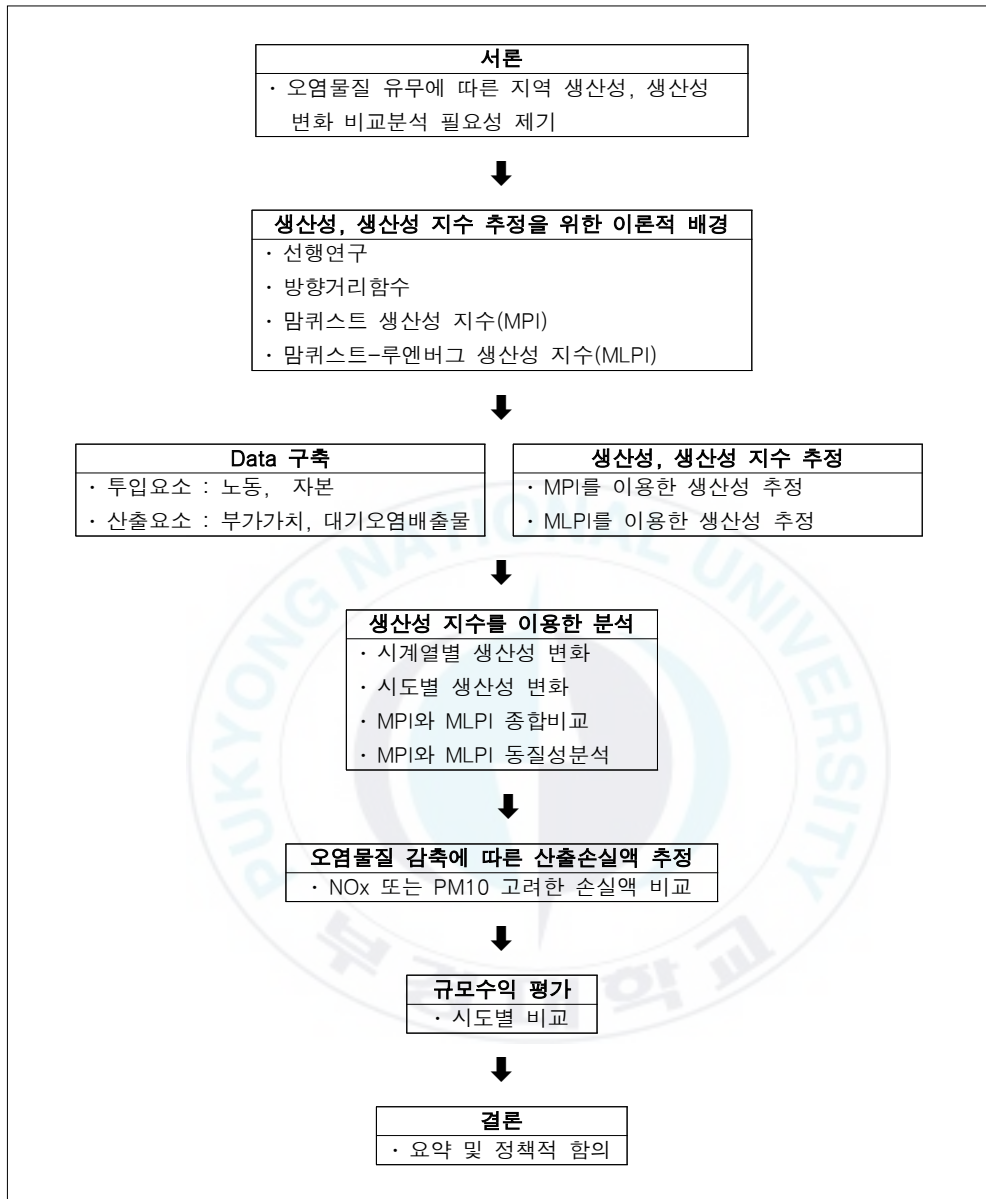 서론
· 오염물질 유무에 따른 지역 생산성, 생산성
변화 비교분석 필요성 제기
생산성, 생산성 지수 추정을 위한 이론적 배경
· 선행연구
· 방향거리함수
· 맘퀴스트 생산성 지수(MPI)
· 맘퀴스트-루엔버그 생산성 지수(MLPI)
Data 구축
· 투입요소 : 노동, 자본
· 산출요소 : 부가가치, 대기오염배출물
생산성, 생산성 지수 추정
· MPI를 이용한 생산성 추정
· MLPI를 이용한 생산성 추정
생산성 지수를 이용한 분석
· 시계열별 생산성 변화
· 시도별 생산성 변화
· MPI와 MLPI 종합비교
· MPI와 MLPI 동질성분석
오염물질 감축에 따른 산출손실액 추정
· NOx 또는 PM10 고려한 손실액 비교
규모수익 평가
· 시도별 비교
결론
· 요약 및 정책적 함의
PUKYONG NATIONAL UNIVERSITY
부경대학교